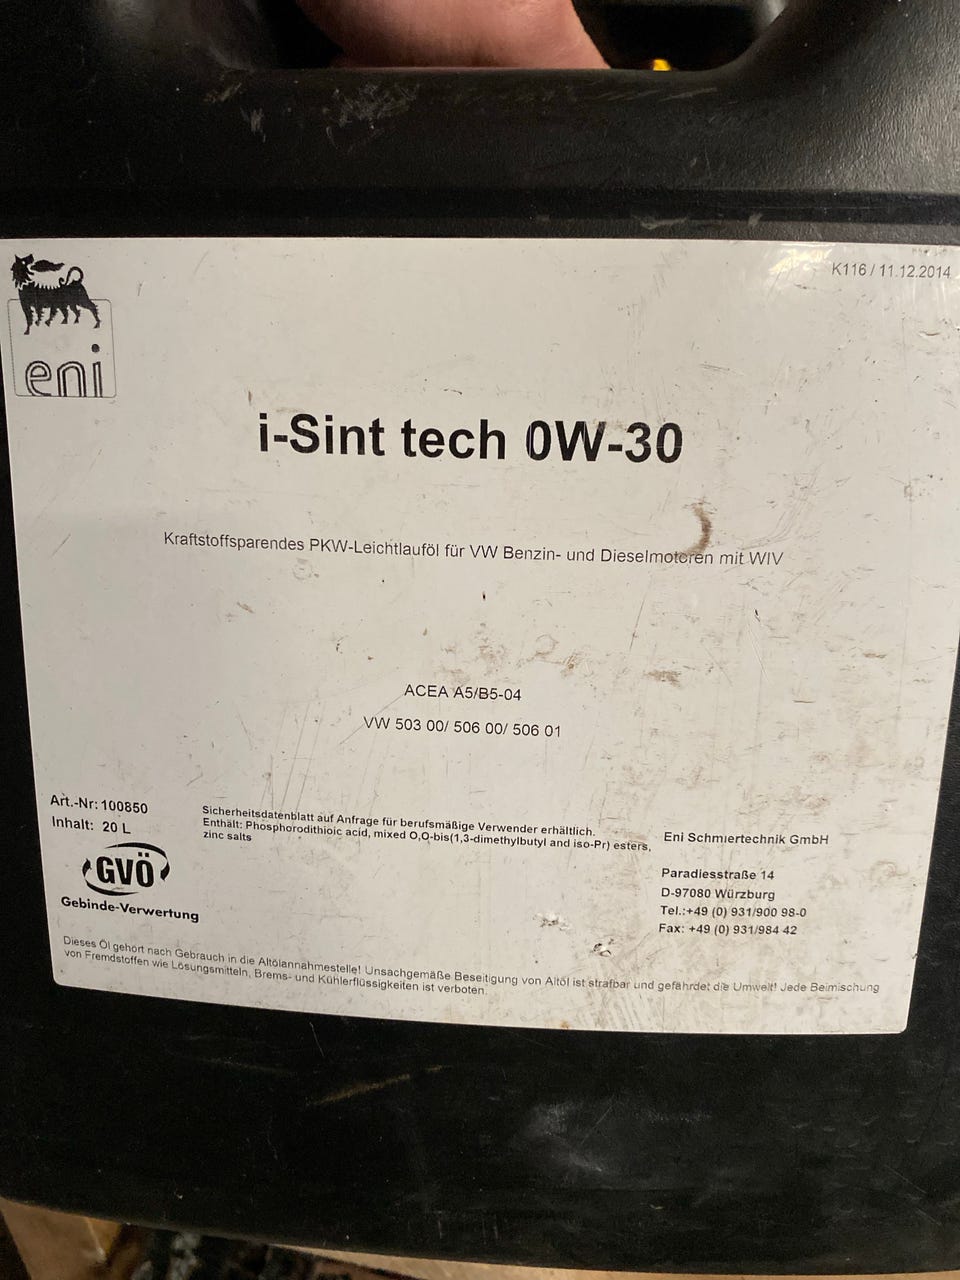 K116 / 11.12.2014
eni
i-Sint tech 0W-30
Kraftstoffsparendes PKW-Leichtlauföl für VW Benzin- und Dieselmotoren mit WIV
ACEA A5/B5-04
VW 503 00/ 506 00/ 506 01
Art.-Nr: 100850
Inhalt: 20 L
GVÖ
Gebinde-Verwertung
Sicherheitsdatenblatt auf Anfrage für berufsmäßige Verwender erhältlich.
Enthält: Phosphorodithioic acid, mixed O,O-bis(1,3-dimethylbutyl and iso-Pr) esters,
zinc salts
Eni Schmiertechnik GmbH
Paradiesstraße 14
D-97080 Würzburg
Tel.:+49 (0) 931/900 98-0
Fax: +49 (0) 931/984 42
Dieses Öl gehört nach Gebrauch in die Altölannahmestelle! Unsachgemäße Beseitigung von Altöl ist strafbar und gefährdet die Umwelt! Jede Beimischung
von Fremdstoffen wie Lösungsmitteln, Brems- und Kühlerflüssigkeiten ist verboten.